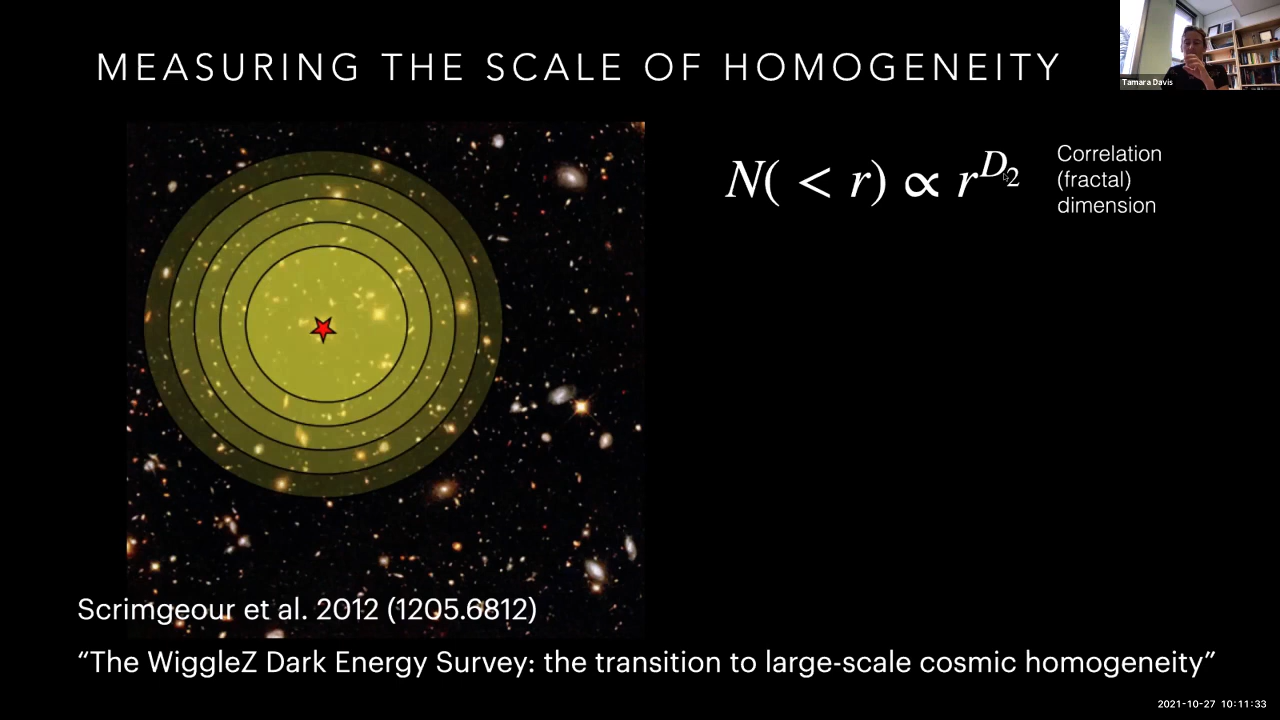 MEASURING THE SCALE OF HOMOGENEITY
Tamara Davis
N( < r) ∝ r^{D_2}
Correlation
(fractal)
dimension
Scrimgeour et al. 2012 (1205.6812)
“The WiggleZ Dark Energy Survey: the transition to large-scale cosmic homogeneity”
2021-10-27 10:11:33